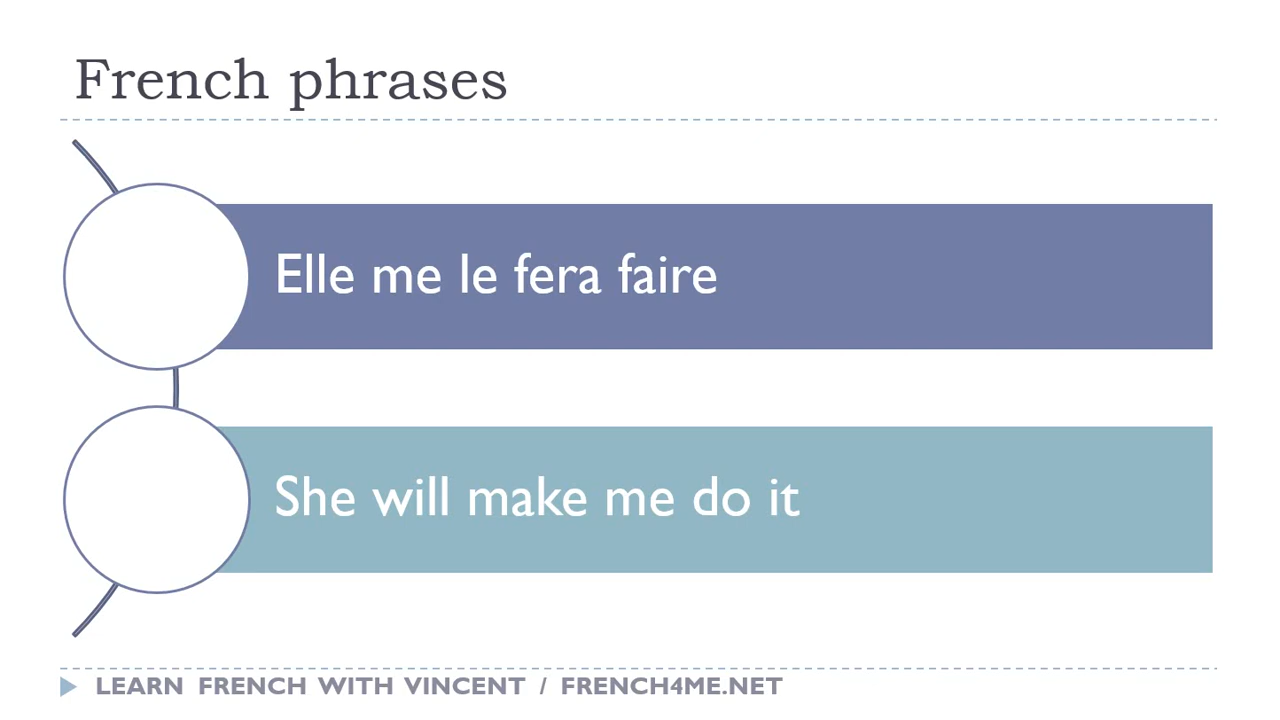 French phrases
Elle me le fera faire
She will make me do it
LEARN FRENCH WITH VINCENT / FRENCH4ME.NET